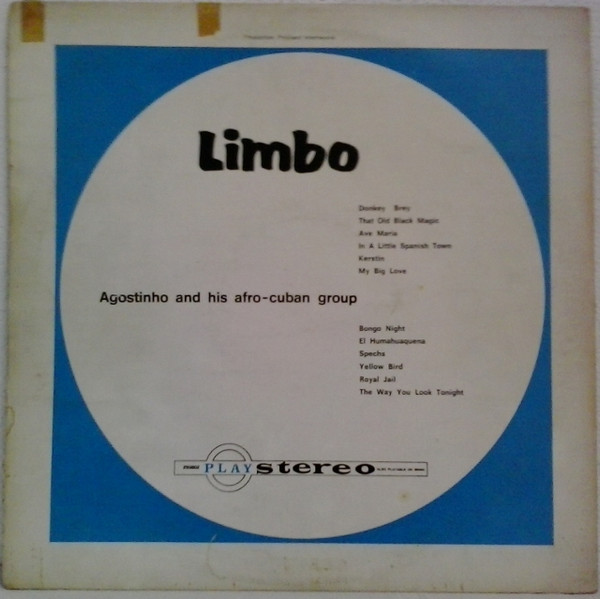 Limbo
Donkey Brey
That Old Black Magic
Ave Maria
In A Little Spanish Town
Kerstin
My Big Love
Agostinho and his afro-cuban group
Bongo Night
El Humahuaquena
Specha
Yellow Bird
Royal Jail
The Way You Look Tonight
PLAY stereo